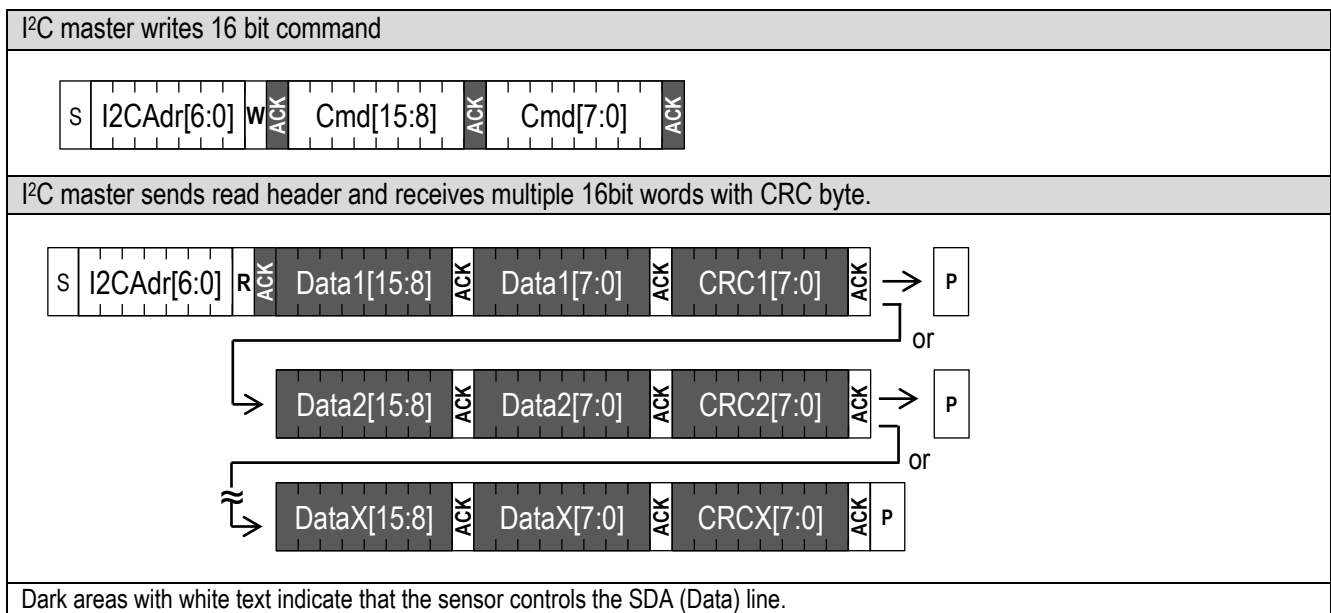 I²C master writes 16 bit command
S I2CAdr[6:0] W ACK Cmd[15:8] ACK Cmd[7:0] ACK
I²C master sends read header and receives multiple 16bit words with CRC byte.
S I2CAdr[6:0] R ACK Data1[15:8] ACK Data1[7:0] ACK CRC1[7:0] ACK P
or
Data2[15:8] ACK Data2[7:0] ACK CRC2[7:0] ACK P
or
≈
DataX[15:8] ACK DataX[7:0] ACK CRCX[7:0] ACK P
Dark areas with white text indicate that the sensor controls the SDA (Data) line.